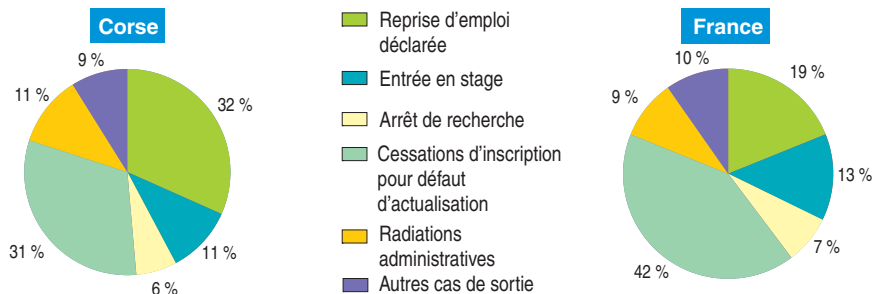 Corse
9 %
11 %
32 %
31 %
11 %
6 %
Reprise d'emploi
déclarée
Entrée en stage
Arrêt de recherche
Cessations d'inscription
pour défaut
d'actualisation
Radiations
administratives
Autres cas de sortie
France
10 %
19 %
9 %
13 %
7 %
42 %